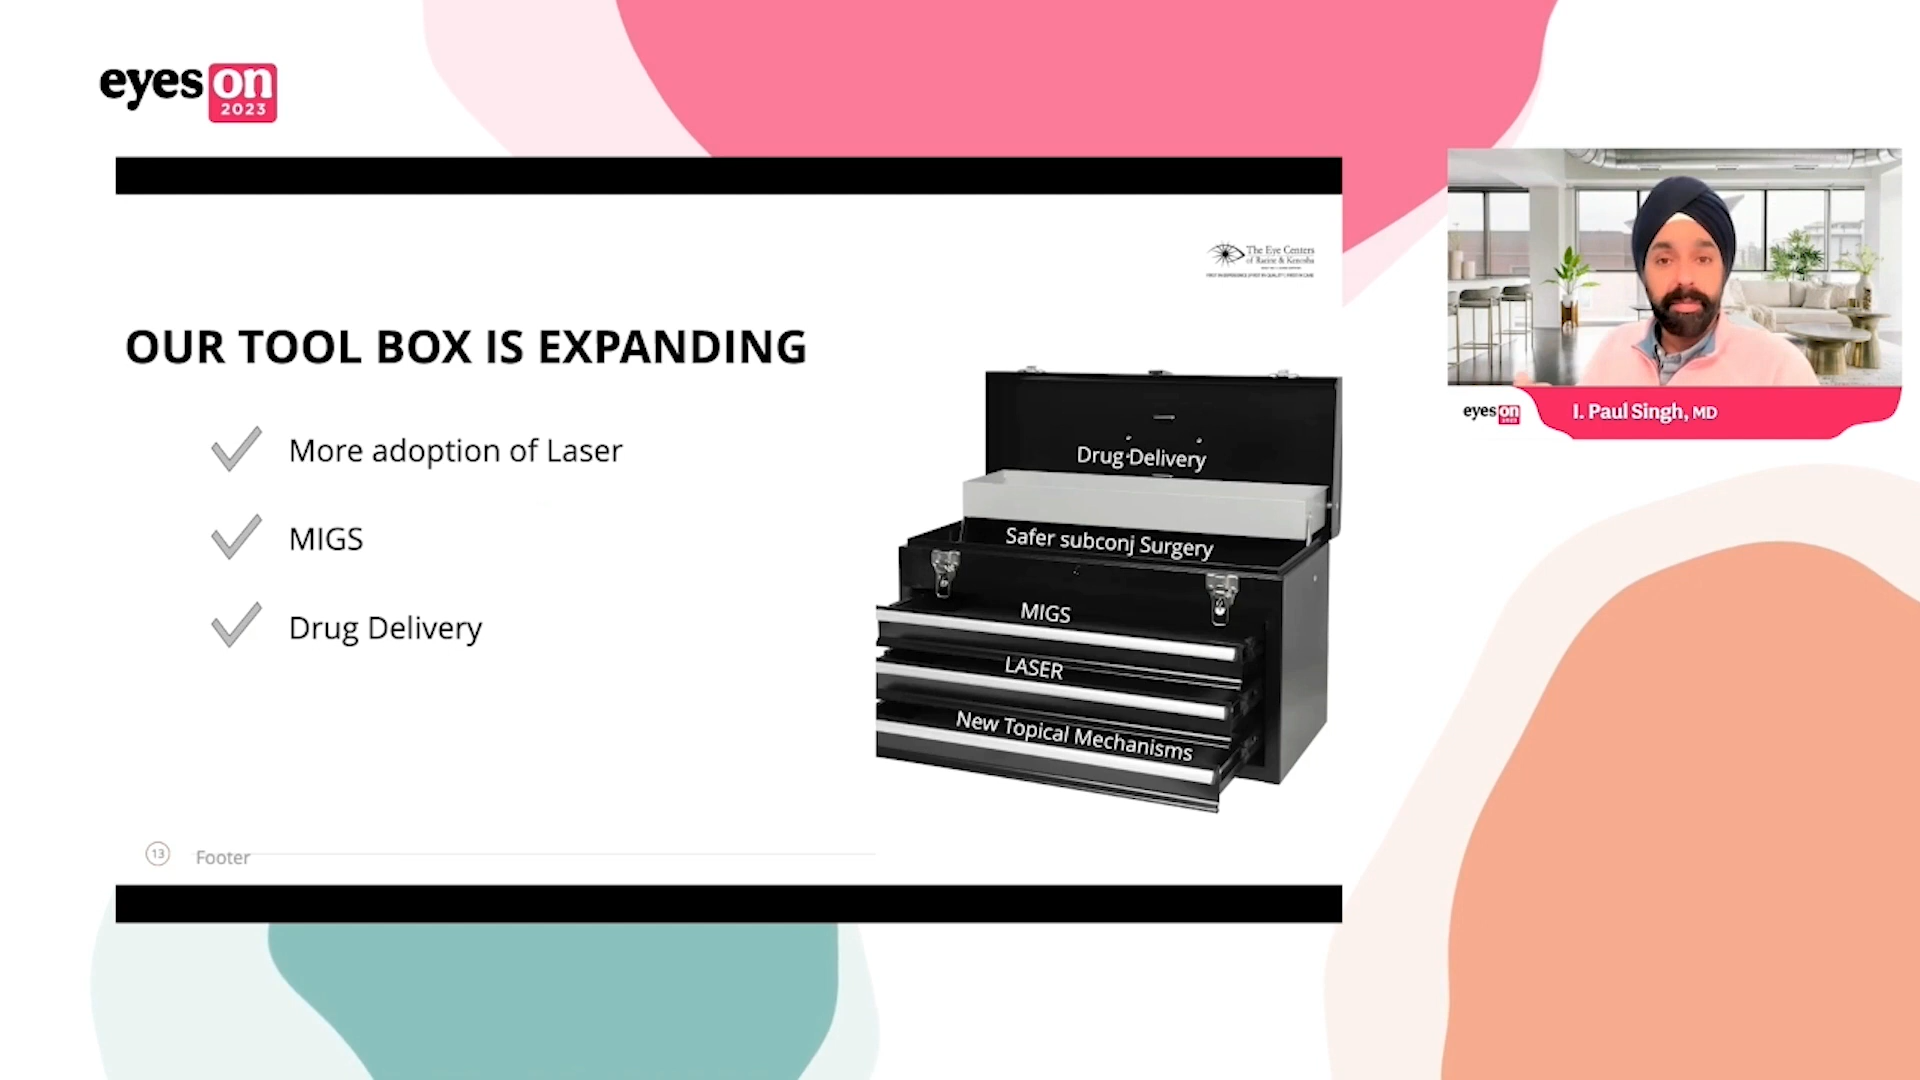 eyes on
2023
The Eye Centers
of Racine & Kenosha
OUR TOOL BOX IS EXPANDING
More adoption of Laser
MIGS
Drug Delivery
Drug Delivery
Safer subconj Surgery
MIGS
LASER
New Topical Mechanisms
13
Footer
eyes on
I. Paul Singh, MD